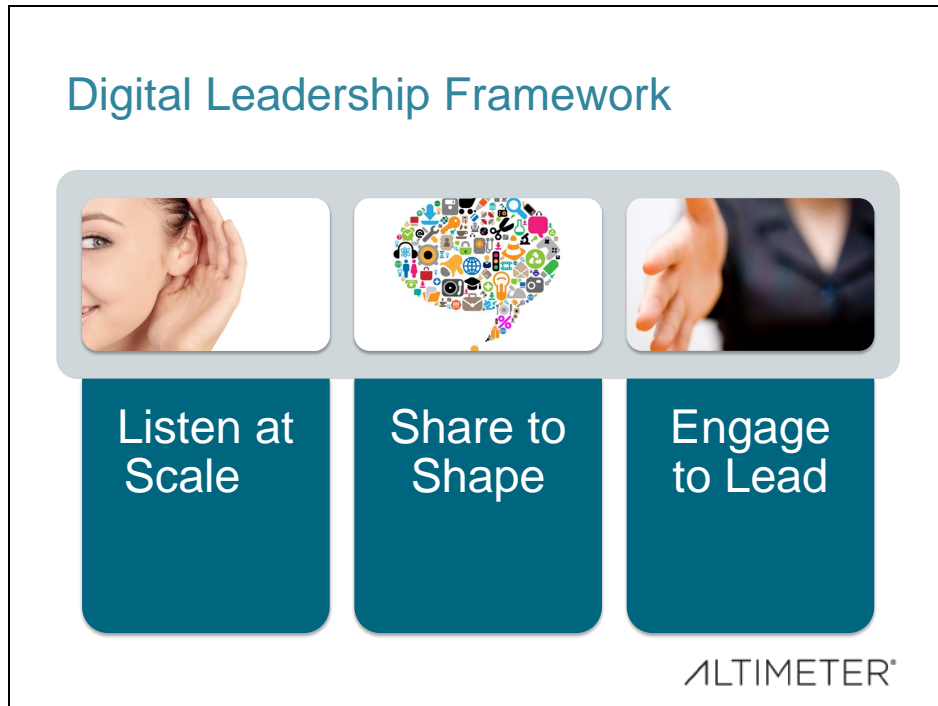 Digital Leadership Framework
Listen at
Scale
Share to
Shape
Engage
to Lead
ALTIMETER®